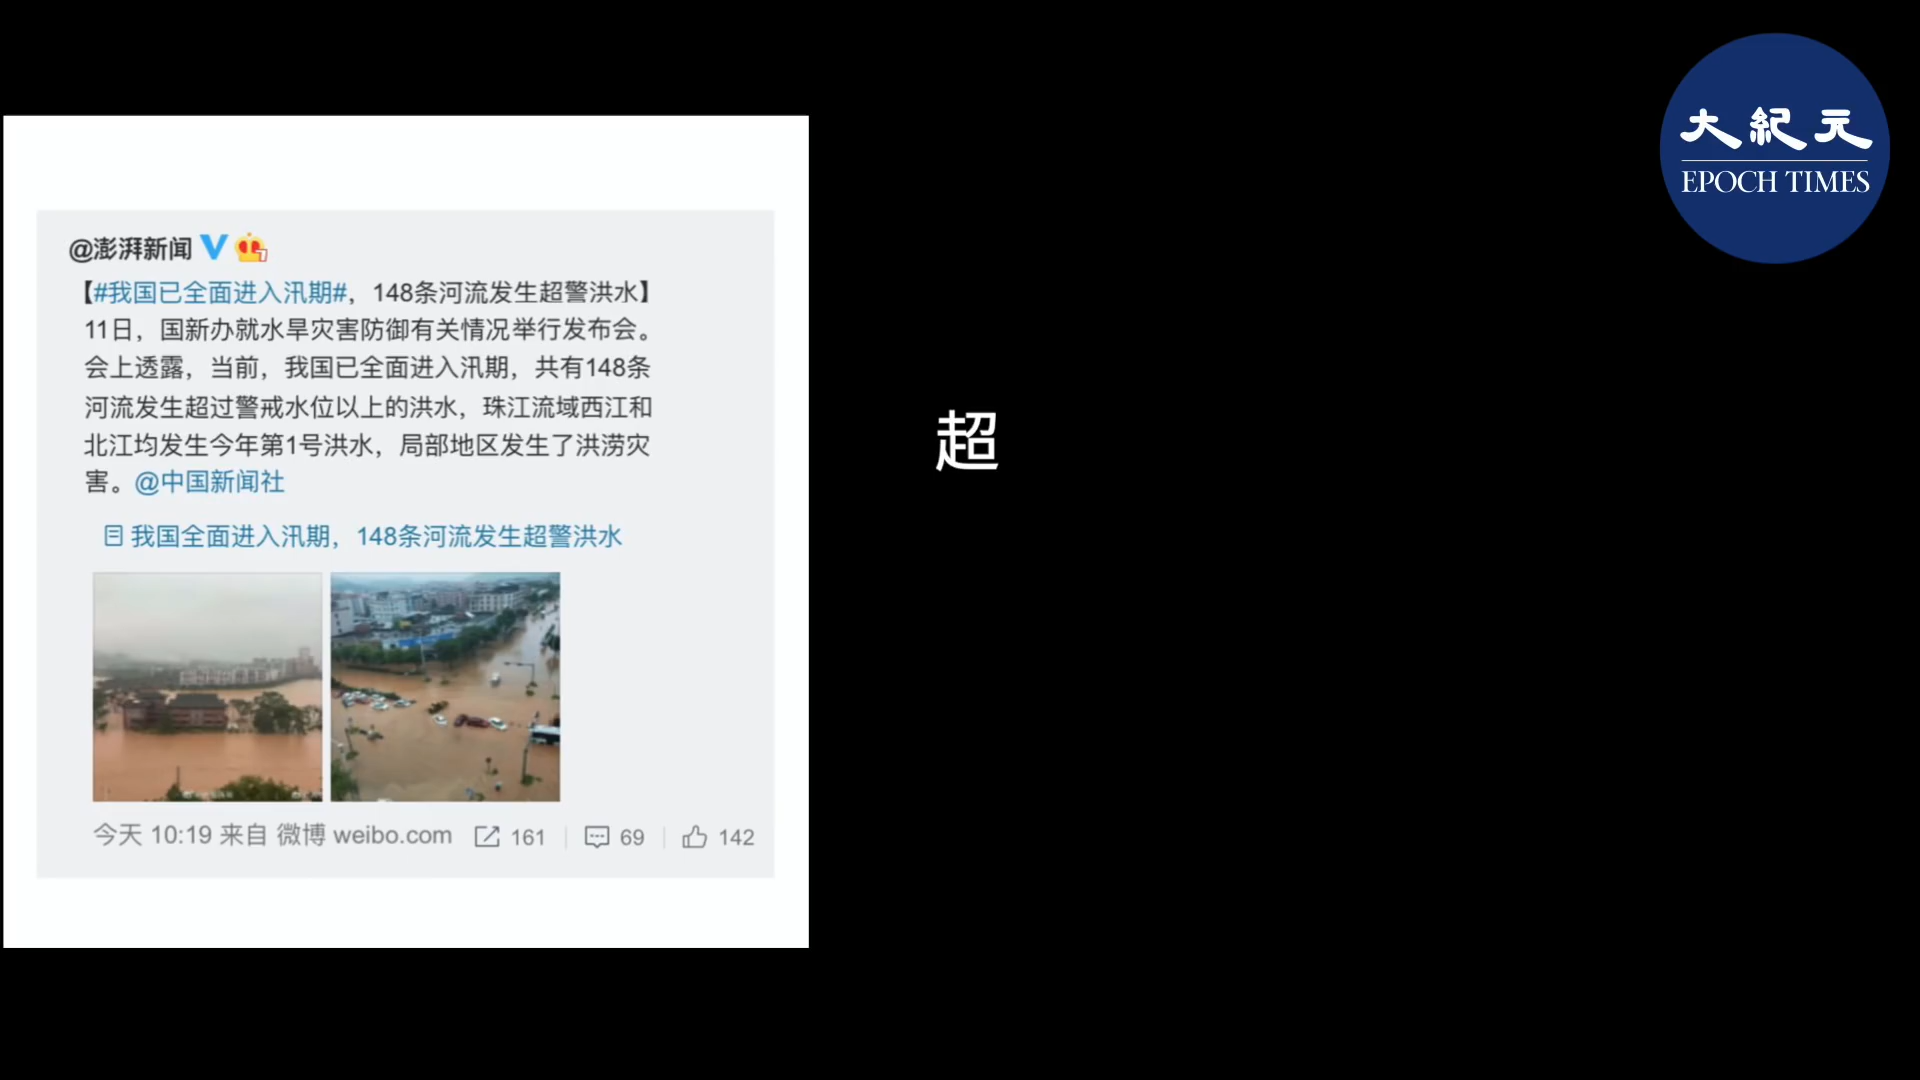 @澎湃新闻
【#我国已全面进入汛期#，148条河流发生超警洪水】
11日，国新办就水旱灾害防御有关情况举行发布会。
会上透露，当前，我国已全面进入汛期，共有148条
河流发生超过警戒水位以上的洪水，珠江流域西江和
北江均发生今年第1号洪水，局部地区发生了洪涝灾
害。@中国新闻社
我国全面进入汛期，148条河流发生超警洪水
今天 10:19 来自 微博 weibo.com 161 69 142
超
大紀元
EPOCH TIMES